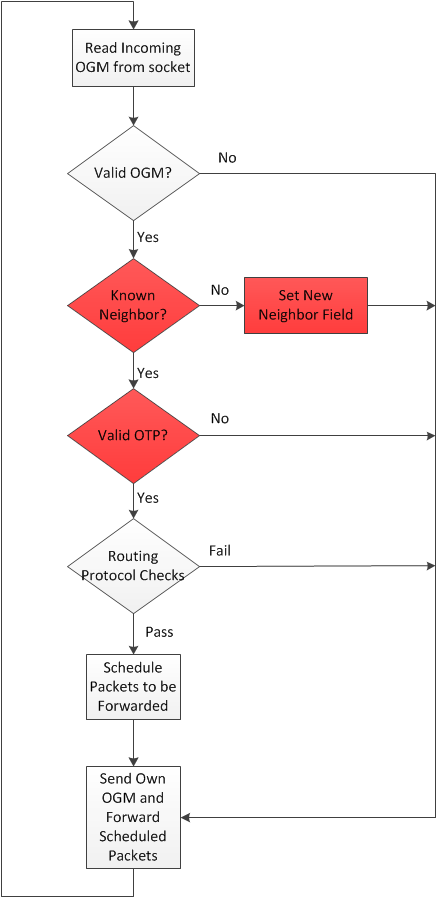 Read Incoming
OGM from socket
Valid OGM?
No
Yes
Known
Neighbor?
No
Set New
Neighbor Field
Yes
Valid OTP?
No
Yes
Routing
Protocol Checks
Fail
Pass
Schedule
Packets to be
Forwarded
Send Own
OGM and
Forward
Scheduled
Packets